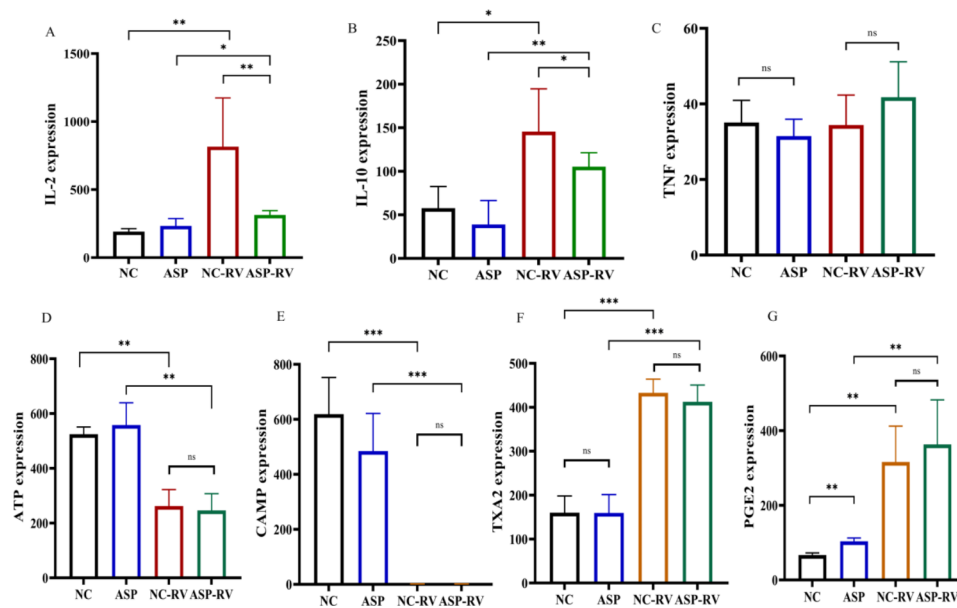 A
IL-2 expression
1500
1000
500
0
**
*
**
NC ASP NC-RV ASP-RV
B
IL-10 expression
250
200
150
100
50
0
*
**
*
NC ASP NC-RV ASP-RV
C
TNF expression
60
40
20
0
ns
ns
NC ASP NC-RV ASP-RV
D
ATP expression
800
600
400
200
0
**
**
ns
NC ASP NC-RV ASP-RV
E
CAMP expression
800
600
400
200
0
***
***
ns
NC ASP NC-RV ASP-RV
F
TXA2 expression
500
400
300
200
100
0
***
***
ns
ns
NC ASP NC-RV ASP-RV
G
PGE2 expression
600
400
200
0
**
**
ns
**
NC ASP NC-RV ASP-RV